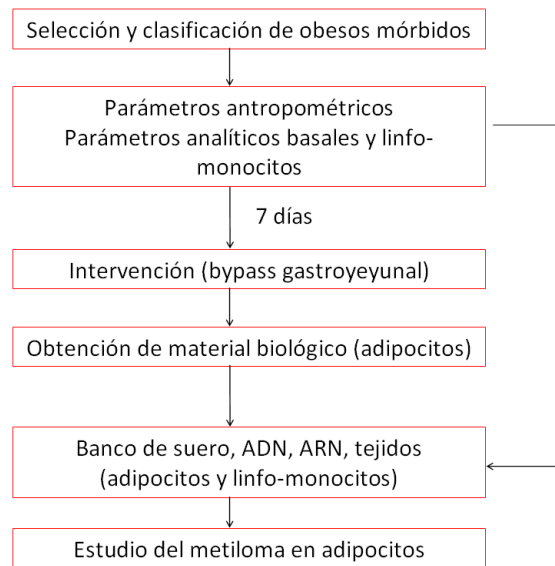 Selección y clasificación de obesos mórbidos
Parámetros antropométricos
Parámetros analíticos basales y linfo-
monocitos
7 días
Intervención (bypass gastroyeyunal)
Obtención de material biológico (adipocitos)
Banco de suero, ADN, ARN, tejidos
(adipocitos y linfo-monocitos)
Estudio del metiloma en adipocitos